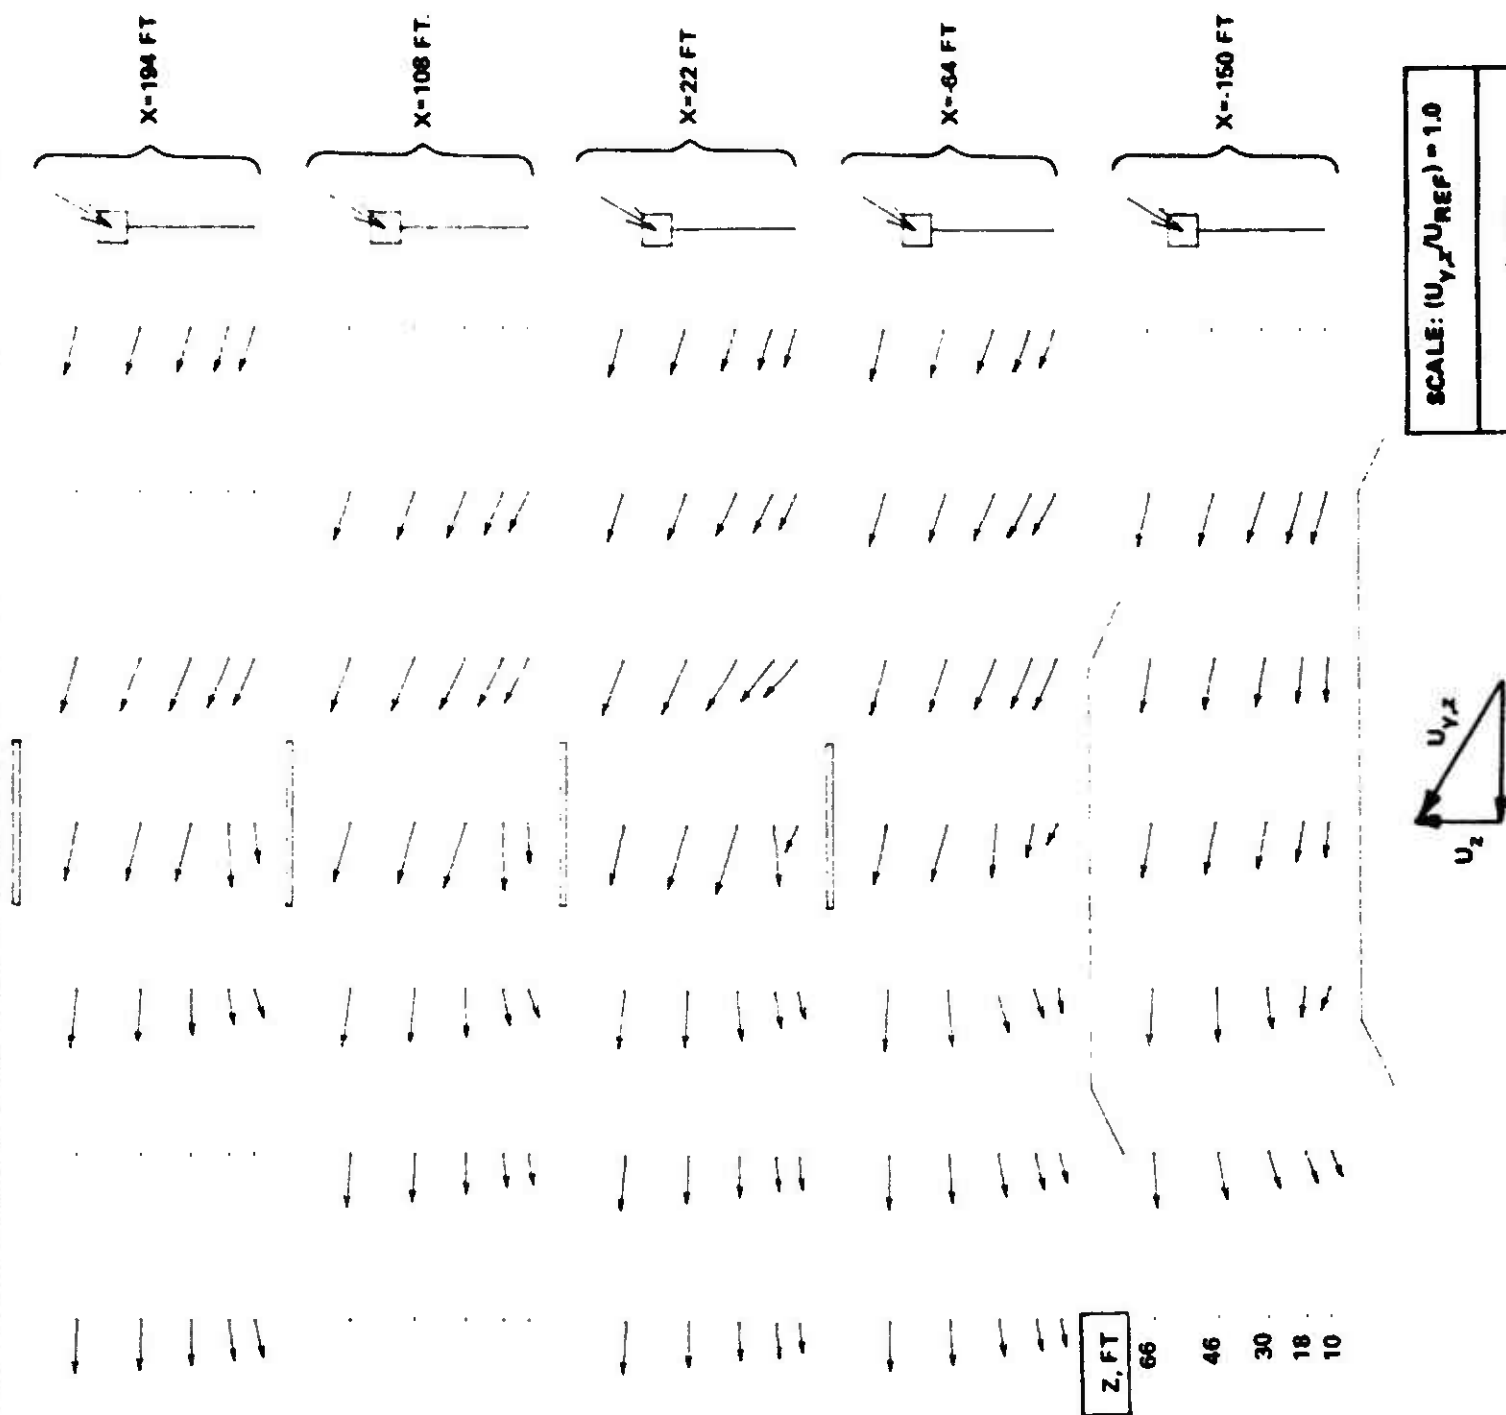 X=194 FT
X=108 FT.
X=22 FT
X=-64 FT
X=-150 FT
Z, FT
66
46
30
18
10
SCALE: (U_{Y,Z}/U_{REF}) = 1.0
U_{Y,Z}
U_Z